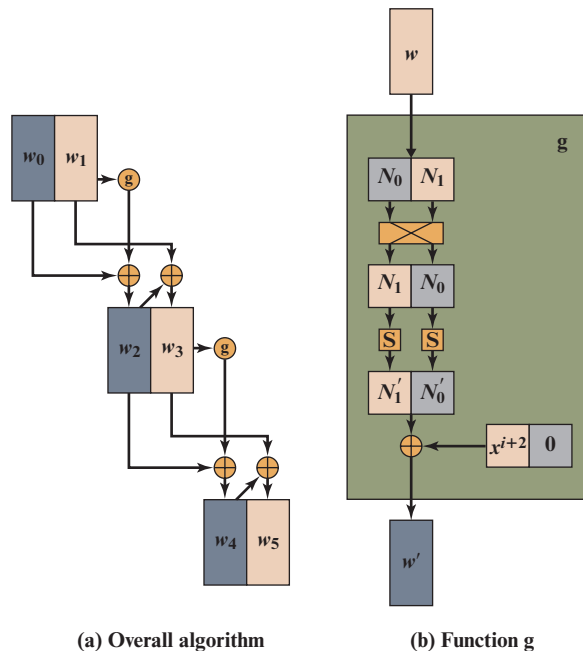 w₀ w₁
g
w₂ w₃
g
w₄ w₅
(a) Overall algorithm
w
g
N₀ N₁
N₁ N₀
S S
N₁′ N₀′
xⁱ⁺² 0
w′
(b) Function g